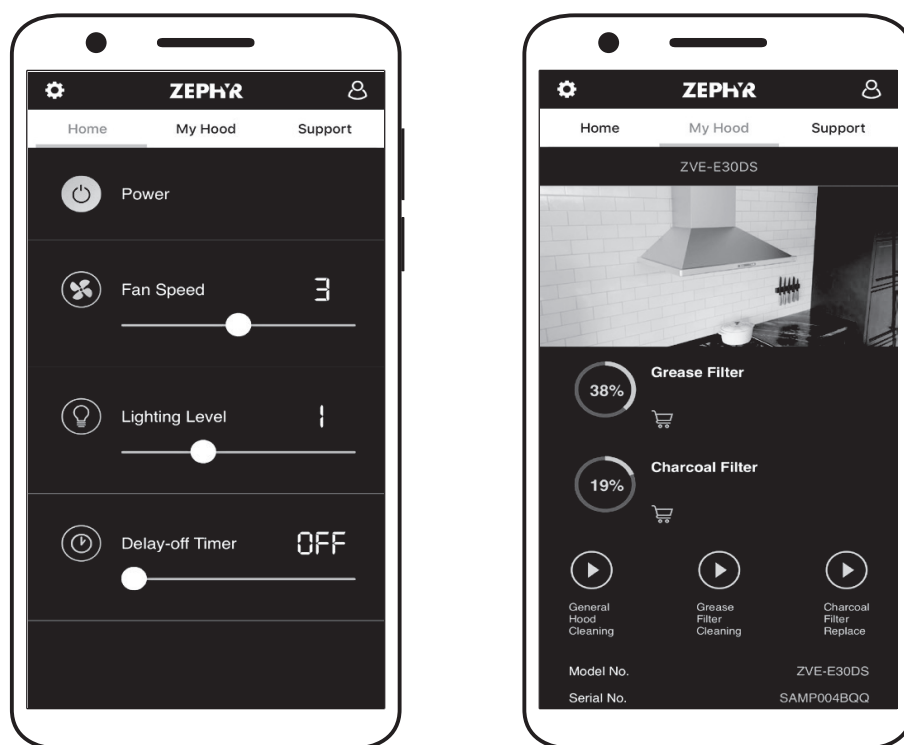 ZEPHYR
Home My Hood Support
Power
Fan Speed 3
Lighting Level 1
Delay-off Timer OFF
ZEPHYR
Home My Hood Support
ZVE-E30DS
38% Grease Filter
19% Charcoal Filter
General
Hood
Cleaning
Grease
Filter
Cleaning
Charcoal
Filter
Replace
Model No. ZVE-E30DS
Serial No. SAMP004BQQ